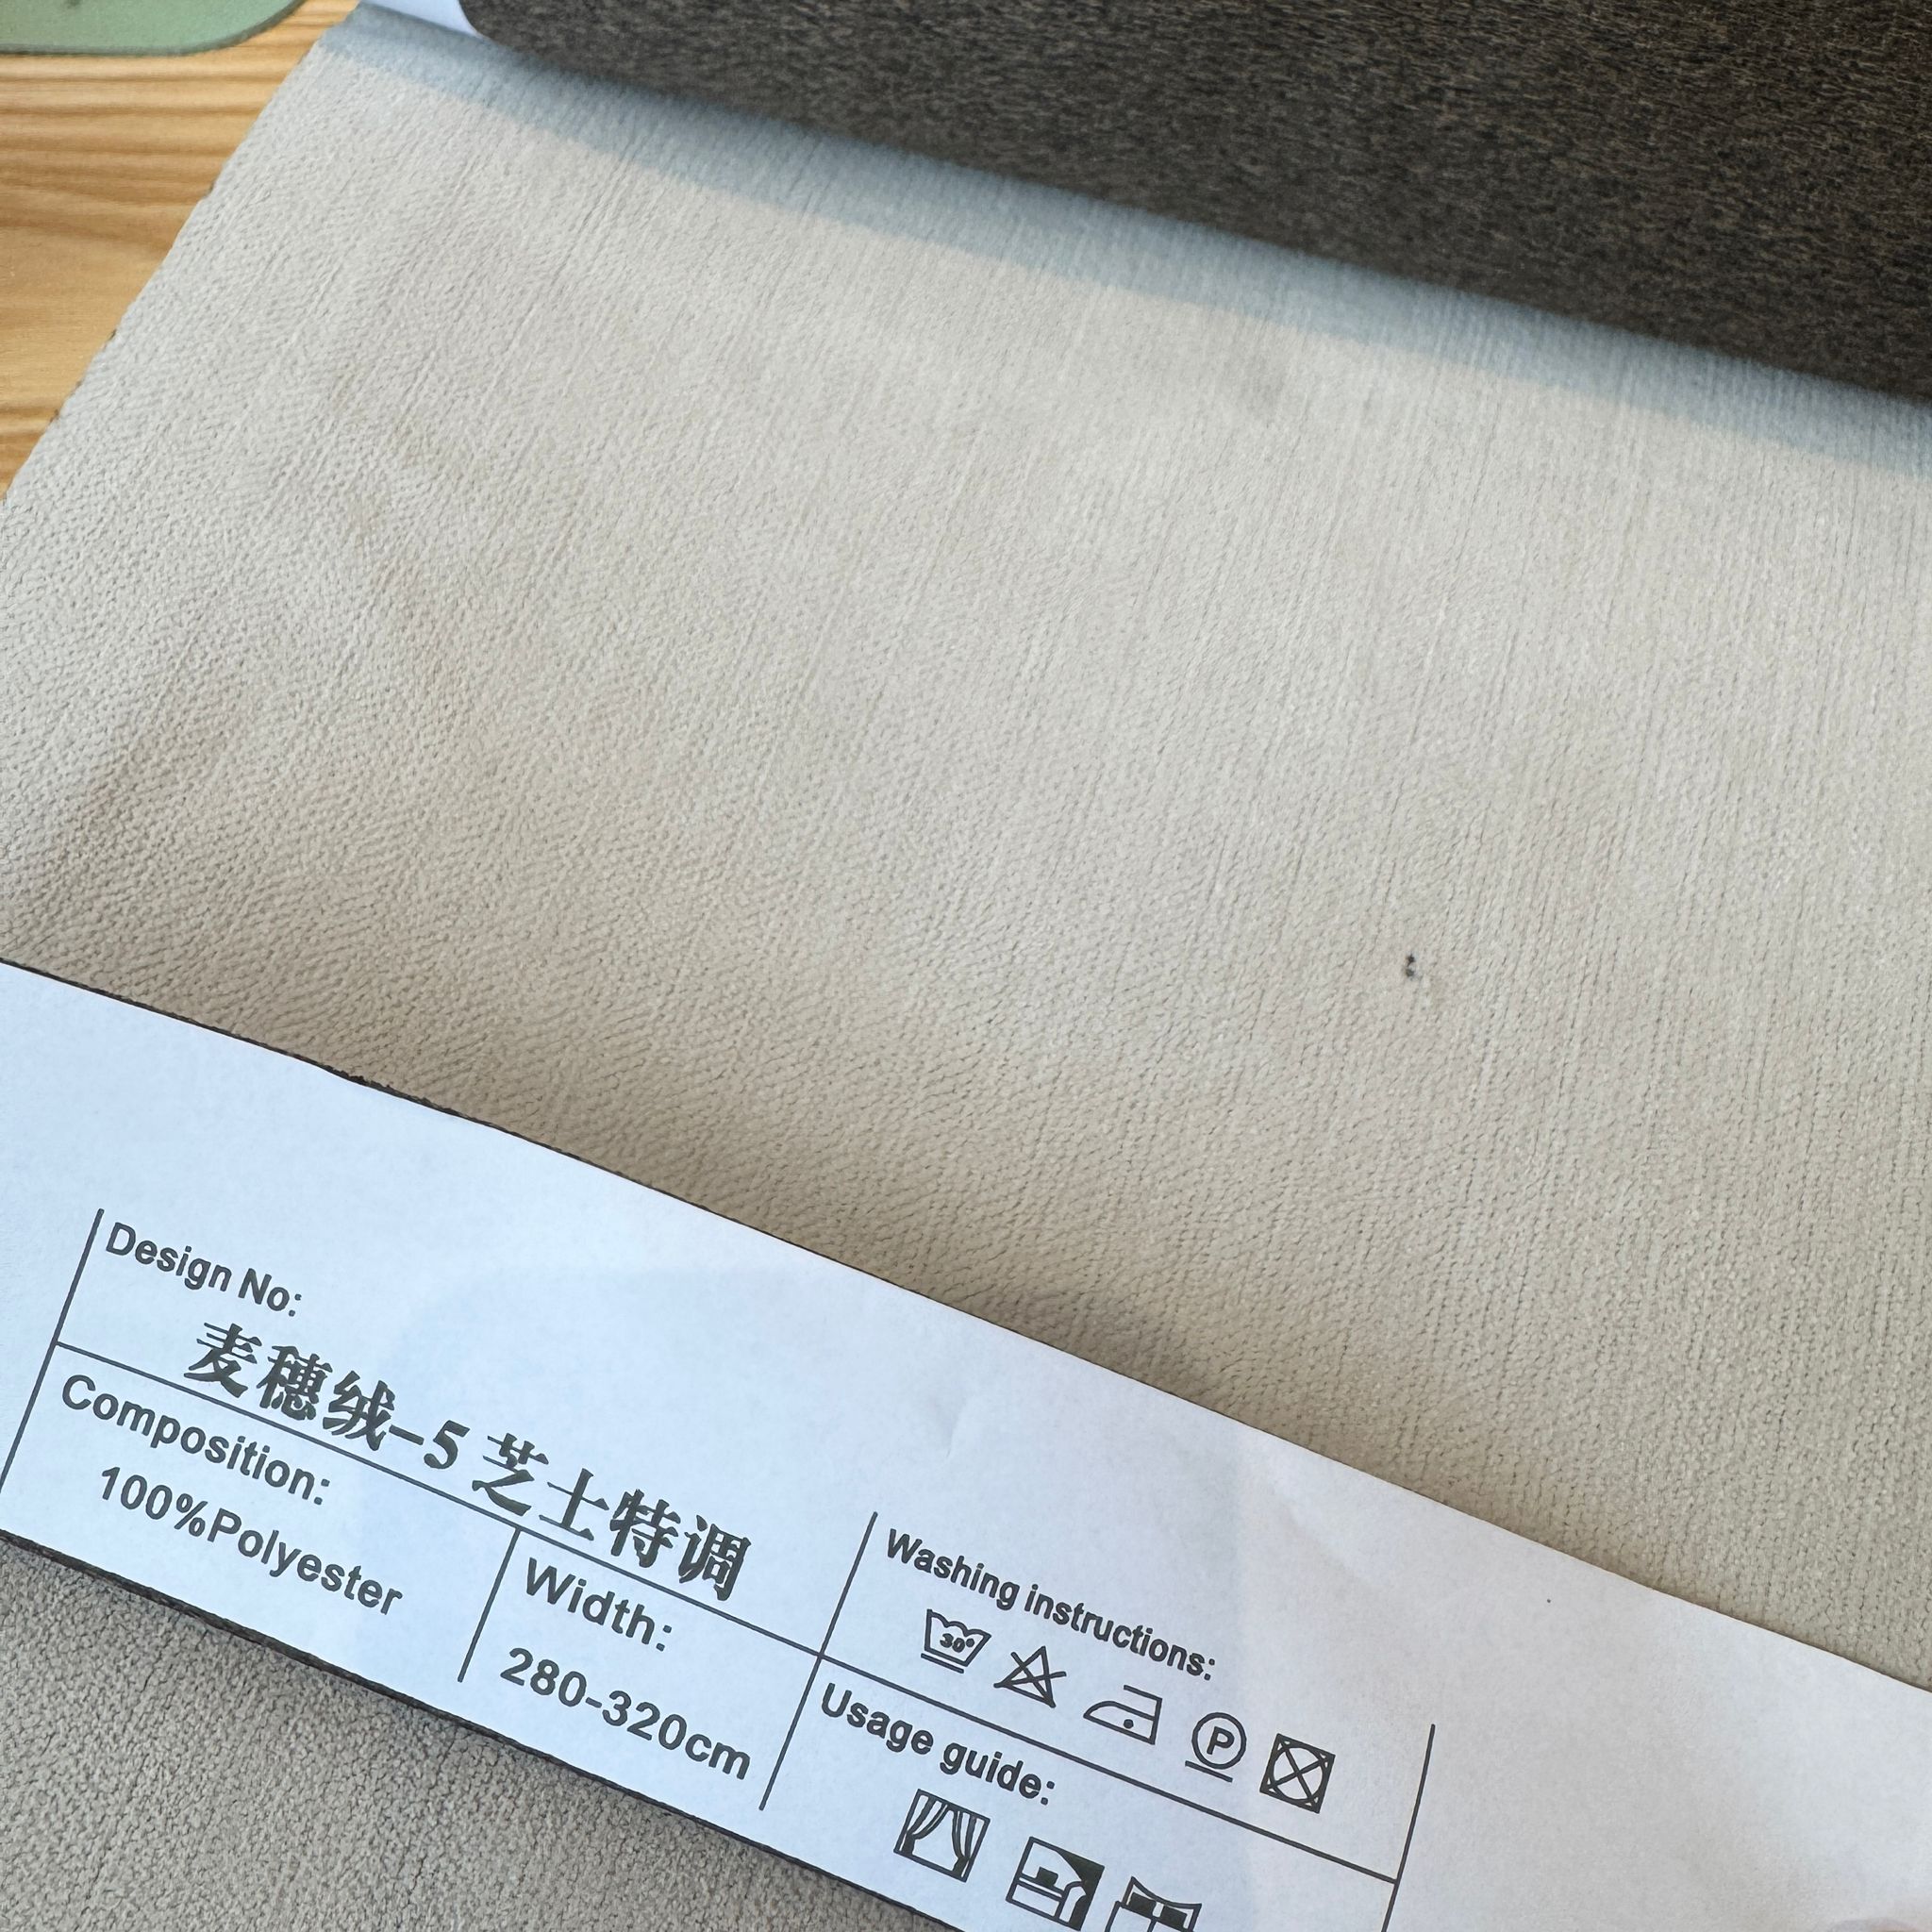 Design No:
麦穗绒-5 芝士特调
Composition:
100%Polyester
Width:
280-320cm
Washing instructions:
30°
P
Usage guide: